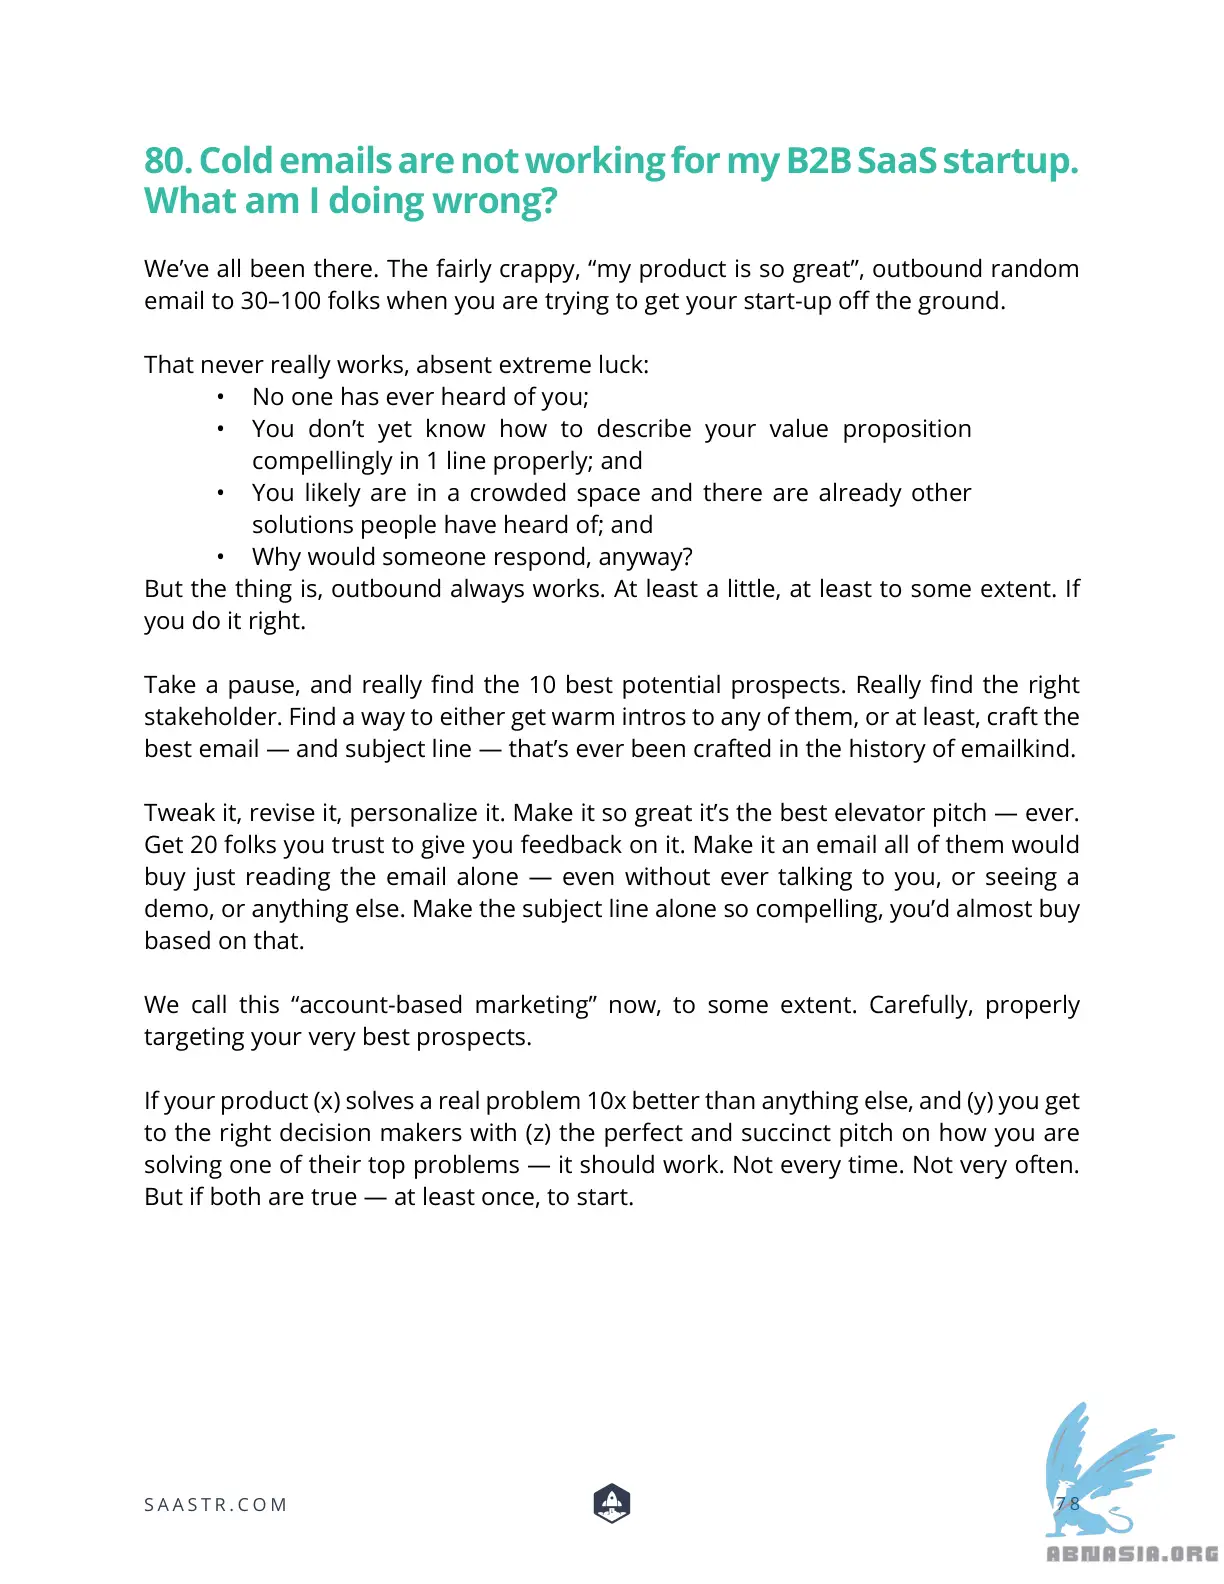 80. Cold emails are not working for my B2B SaaS startup.
What am I doing wrong?
We’ve all been there. The fairly crappy, “my product is so great”, outbound random
email to 30–100 folks when you are trying to get your start-up off the ground.
That never really works, absent extreme luck:
• No one has ever heard of you;
• You don’t yet know how to describe your value proposition
compellingly in 1 line properly; and
• You likely are in a crowded space and there are already other
solutions people have heard of; and
• Why would someone respond, anyway?
But the thing is, outbound always works. At least a little, at least to some extent. If
you do it right.
Take a pause, and really find the 10 best potential prospects. Really find the right
stakeholder. Find a way to either get warm intros to any of them, or at least, craft the
best email — and subject line — that’s ever been crafted in the history of emailkind.
Tweak it, revise it, personalize it. Make it so great it’s the best elevator pitch — ever.
Get 20 folks you trust to give you feedback on it. Make it an email all of them would
buy just reading the email alone — even without ever talking to you, or seeing a
demo, or anything else. Make the subject line alone so compelling, you’d almost buy
based on that.
We call this “account-based marketing” now, to some extent. Carefully, properly
targeting your very best prospects.
If your product (x) solves a real problem 10x better than anything else, and (y) you get
to the right decision makers with (z) the perfect and succinct pitch on how you are
solving one of their top problems — it should work. Not every time. Not very often.
But if both are true — at least once, to start.
SAASTR.COM
78
ABNASIA.ORG